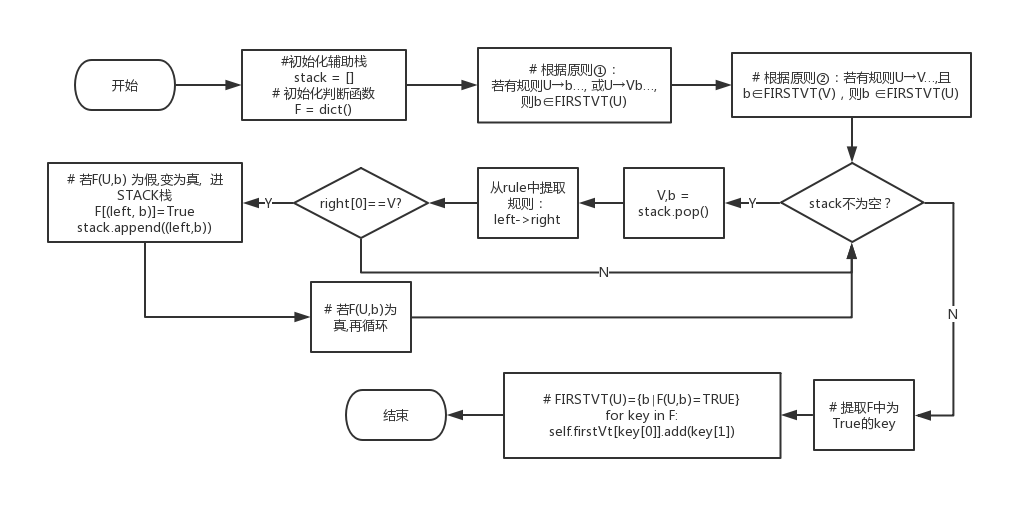 开始
#初始化辅助栈
stack = []
# 初始化判断函数
F = dict()
# 根据原则①：
若有规则U→b..., 或U→Vb...,
则b∈FIRSTVT(U)
# 根据原则②：若有规则U→V...,且
b∈FIRSTVT(V)，则b ∈FIRSTVT(U)
# 若F(U,b) 为假,变为真, 进
STACK栈
F[(left, b)]=True
stack.append((left,b))
Y
right[0]==V?
从rule中提取
规则：
left->right
V,b =
stack.pop()
Y
stack不为空？
N
# 若F(U,b)为
真,再循环
N
结束
# FIRSTVT(U)={b|F(U,b)=TRUE}
for key in F:
self.firstVt[key[0]].add(key[1])
# 提取F中为
True的key